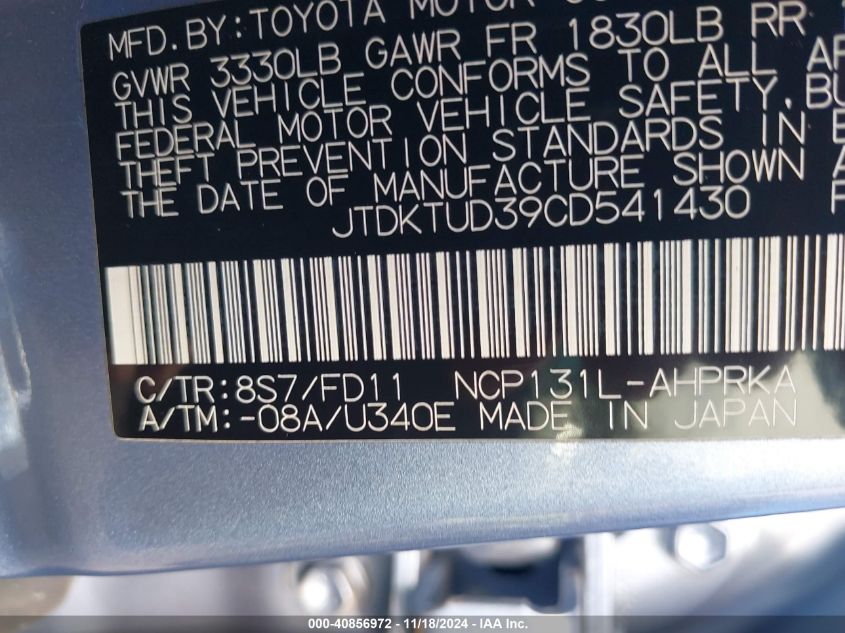 MFD. BY: TOYOTA MOTOR
GVWR 3330LB GAWR FR 1830LB RR
THIS VEHICLE CONFORMS TO ALL
FEDERAL MOTOR VEHICLE SAFETY, BU
THEFT PREVENTION STANDARDS IN
THE DATE OF MANUFACTURE SHOWN
JTDKTUD39CD541430
C/TR: 8S7/FD11 NCP131L-AHPRKA
A/TM: -08A/U340E MADE IN JAPAN
000-40856972 - 11/18/2024 - IAA Inc.